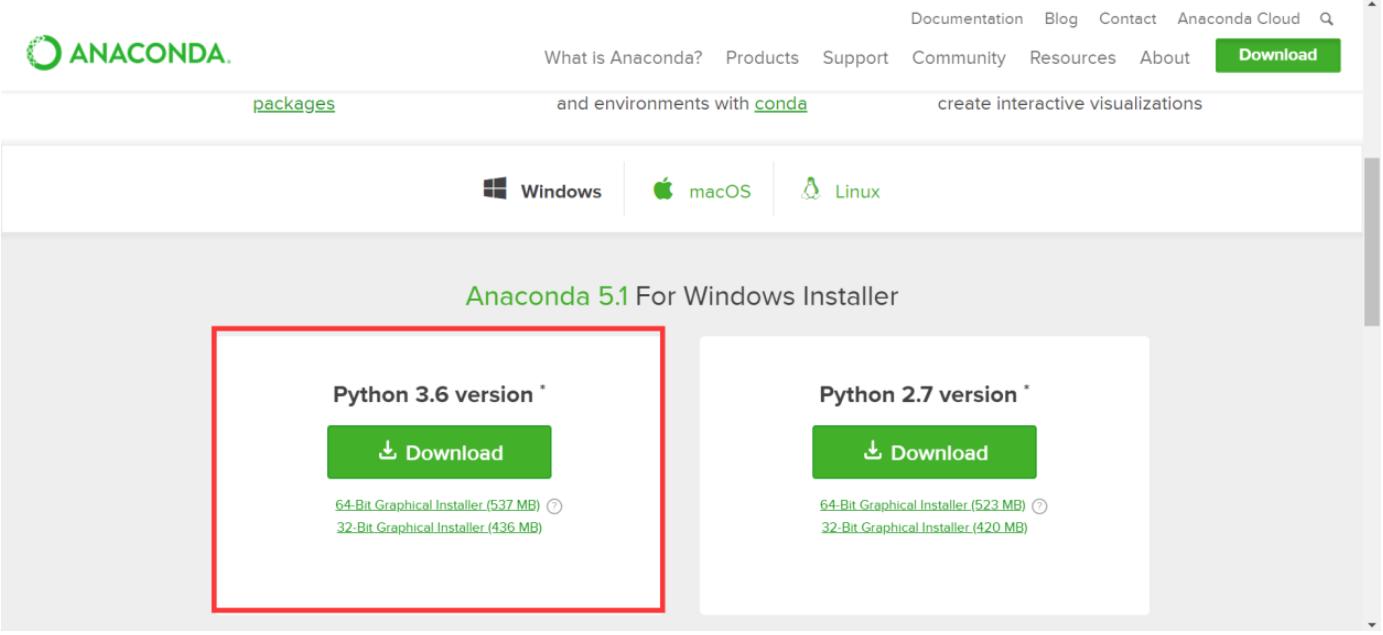 Documentation Blog Contact Anaconda Cloud
ANACONDA.
What is Anaconda? Products Support Community Resources About Download
packages
and environments with conda
create interactive visualizations
Windows
macOS
Linux
Anaconda 5.1 For Windows Installer
Python 3.6 version *
Download
64-Bit Graphical Installer (537 MB) ?
32-Bit Graphical Installer (436 MB)
Python 2.7 version *
Download
64-Bit Graphical Installer (523 MB) ?
32-Bit Graphical Installer (420 MB)